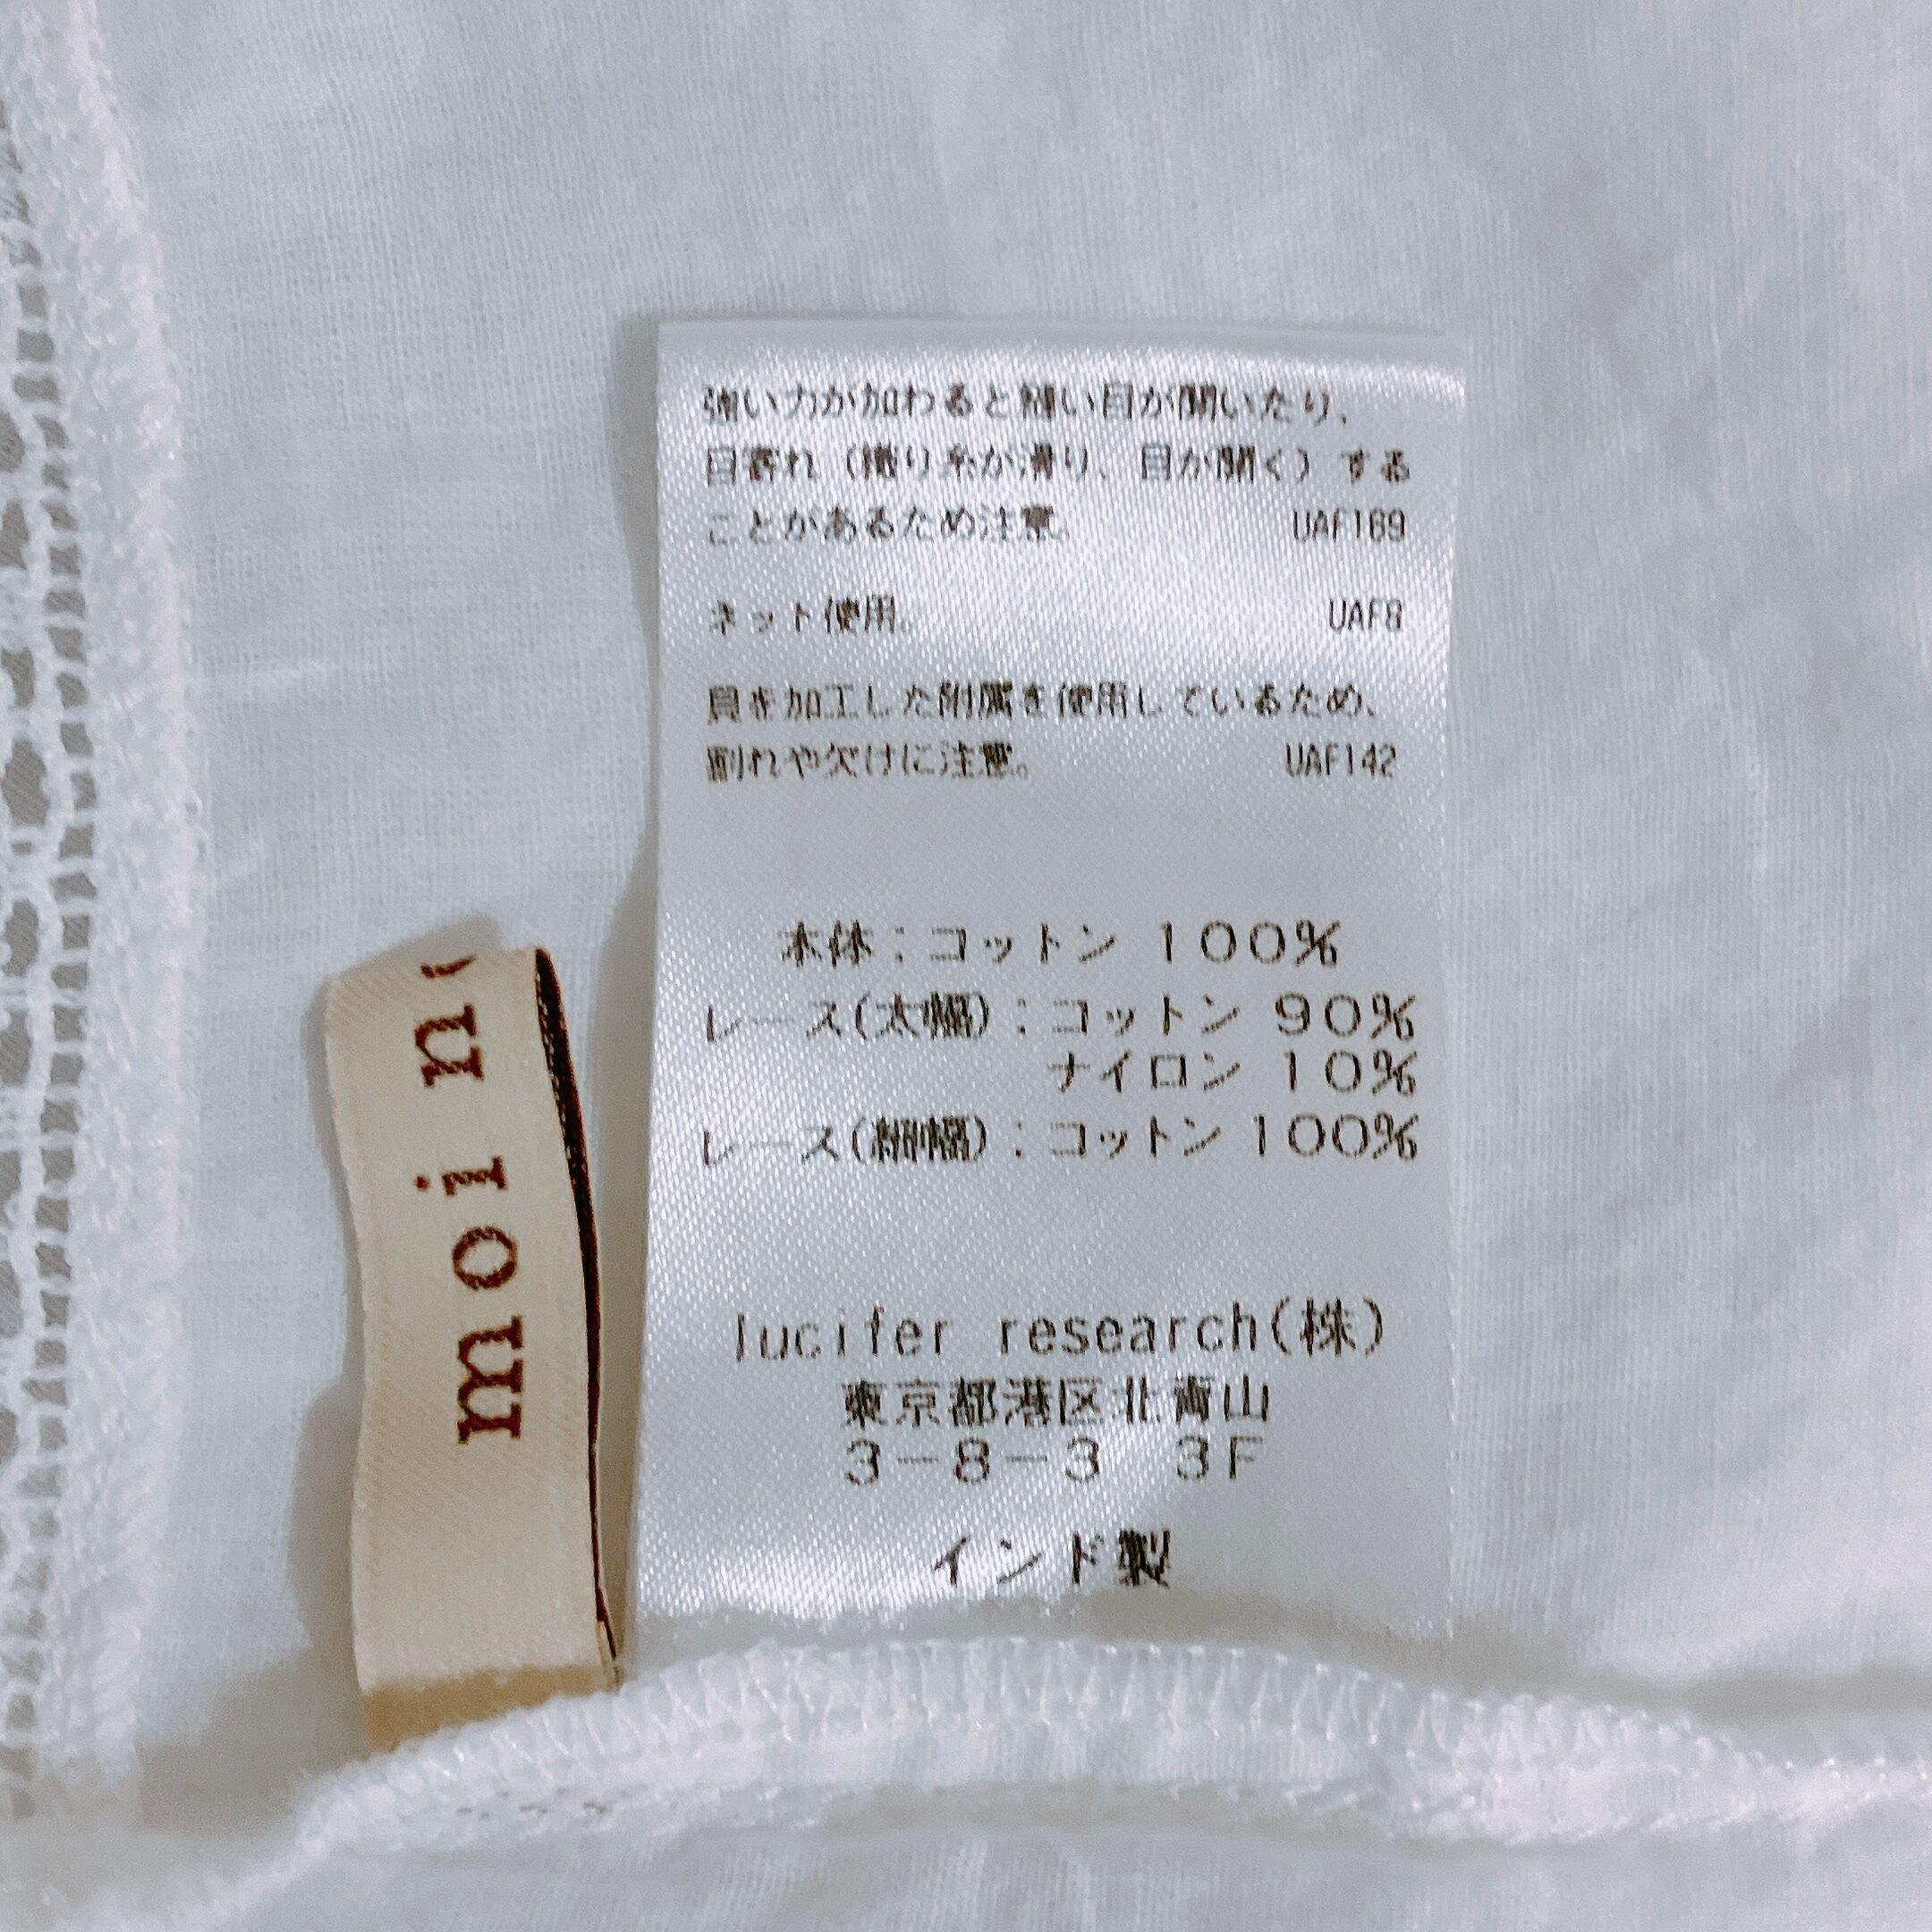 強い力が加わると縫い目が開いたり、
目寄れ（織り糸が滑り、目が開く）する
ことがあるため注意。 UAF169
ネット使用。 UAF8
貝を加工した附属を使用しているため、
割れや欠けに注意。 UAF142
本体：コットン 100%
レース(太幅)：コットン 90%
ナイロン 10%
レース(細幅)：コットン 100%
lucifer research(株)
東京都港区北青山
3－8－3 3F
インド製
moi n